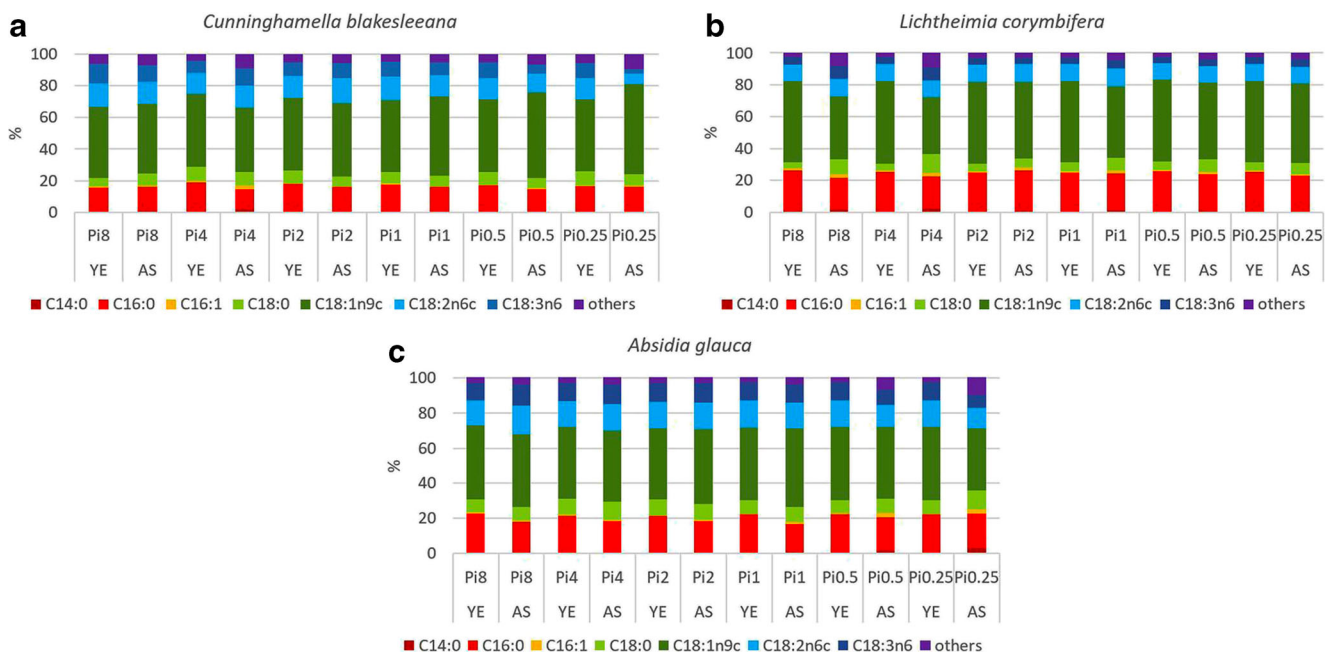 a
Cunninghamella blakesleeana
100
80
60
40
20
0
%
Pi8 Pi8 Pi4 Pi4 Pi2 Pi2 Pi1 Pi1 Pi0.5 Pi0.5 Pi0.25 Pi0.25
YE AS YE AS YE AS YE AS YE AS YE AS
C14:0 C16:0 C16:1 C18:0 C18:1n9c C18:2n6c C18:3n6 others
b
Lichtheimia corymbifera
100
80
60
40
20
0
%
Pi8 Pi8 Pi4 Pi4 Pi2 Pi2 Pi1 Pi1 Pi0.5 Pi0.5 Pi0.25 Pi0.25
YE AS YE AS YE AS YE AS YE AS YE AS
C14:0 C16:0 C16:1 C18:0 C18:1n9c C18:2n6c C18:3n6 others
c
Absidia glauca
100
80
60
40
20
0
%
Pi8 Pi8 Pi4 Pi4 Pi2 Pi2 Pi1 Pi1 Pi0.5 Pi0.5 Pi0.25 Pi0.25
YE AS YE AS YE AS YE AS YE AS YE AS
C14:0 C16:0 C16:1 C18:0 C18:1n9c C18:2n6c C18:3n6 others